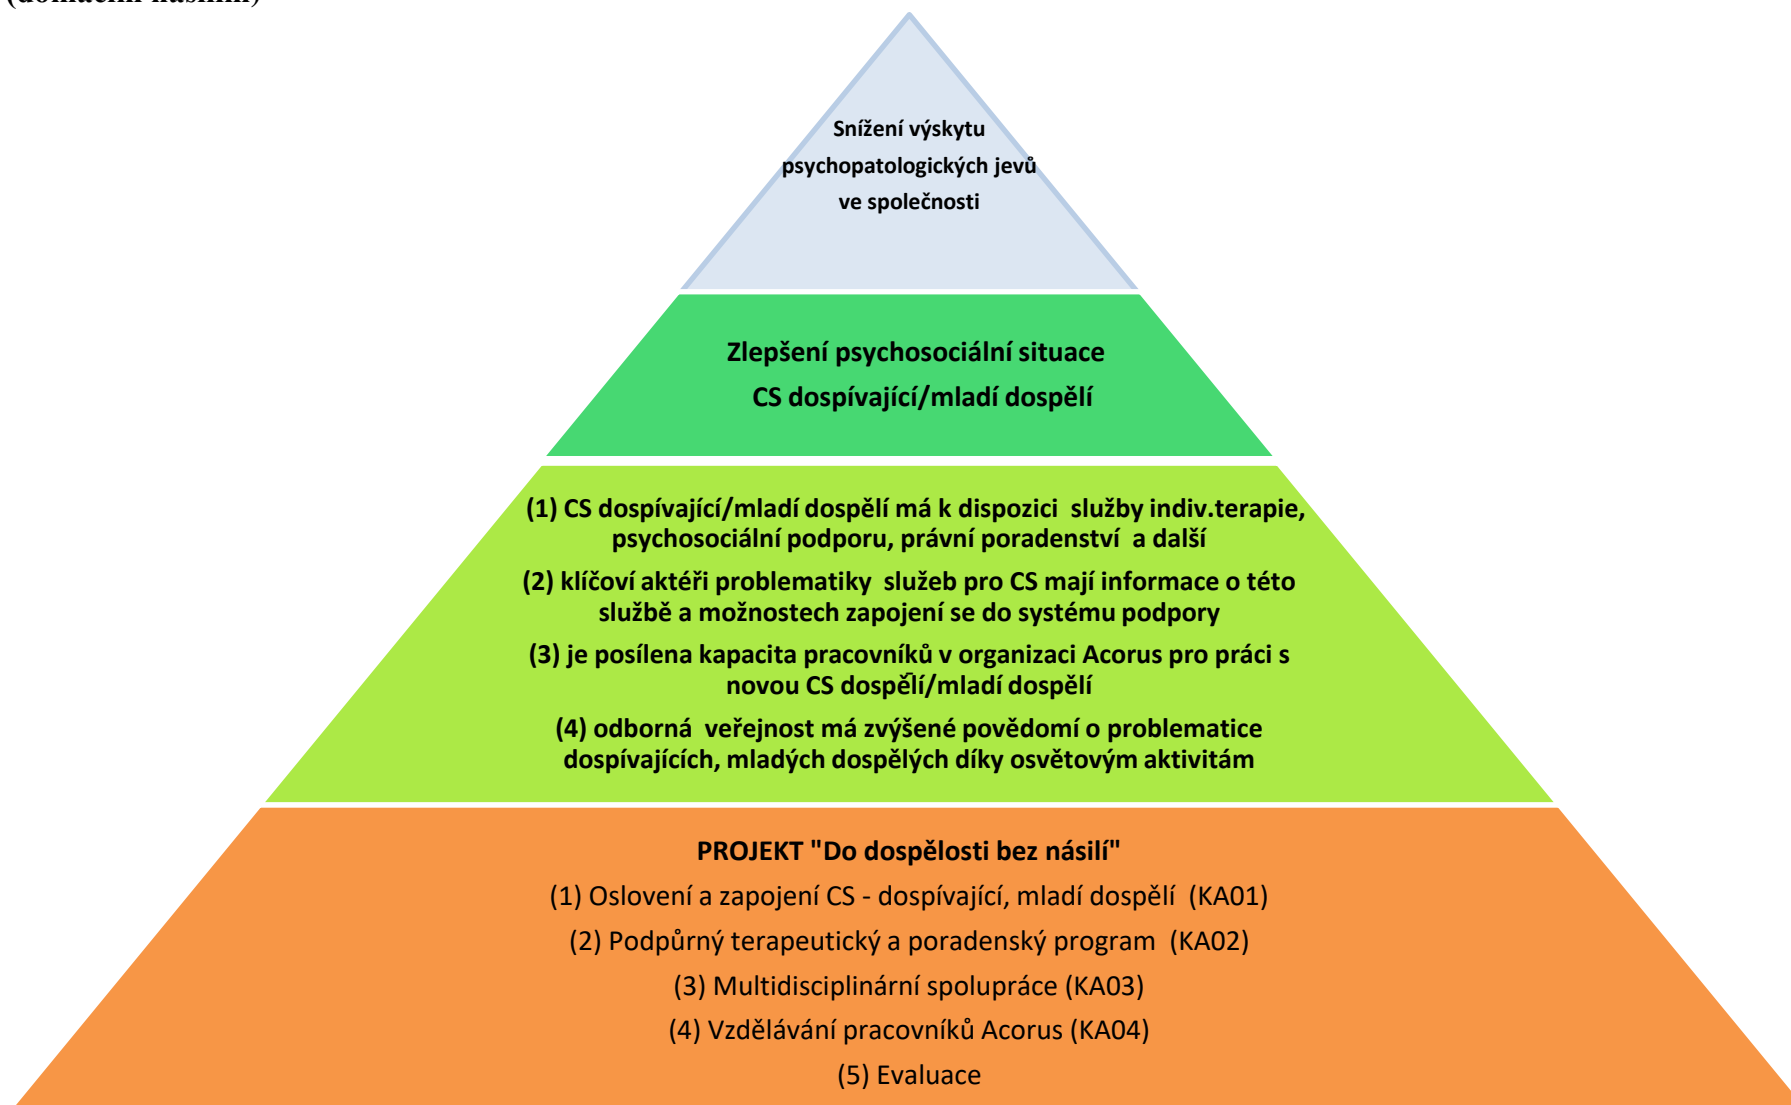 (domácím násilím)
Snížení výskytu
psychopatologických jevů
ve společnosti
Zlepšení psychosociální situace
CS dospívající/mladí dospělí
(1) CS dospívající/mladí dospělí má k dispozici služby indiv.terapie,
psychosociální podporu, právní poradenství a další
(2) klíčoví aktéři problematiky služeb pro CS mají informace o této
službě a možnostech zapojení se do systému podpory
(3) je posílena kapacita pracovníků v organizaci Acorus pro práci s
novou CS dospělí/mladí dospělí
(4) odborná veřejnost má zvýšené povědomí o problematice
dospívajících, mladých dospělých díky osvětovým aktivitám
PROJEKT "Do dospělosti bez násilí"
(1) Oslovení a zapojení CS - dospívající, mladí dospělí (KA01)
(2) Podpůrný terapeutický a poradenský program (KA02)
(3) Multidisciplinární spolupráce (KA03)
(4) Vzdělávání pracovníků Acorus (KA04)
(5) Evaluace